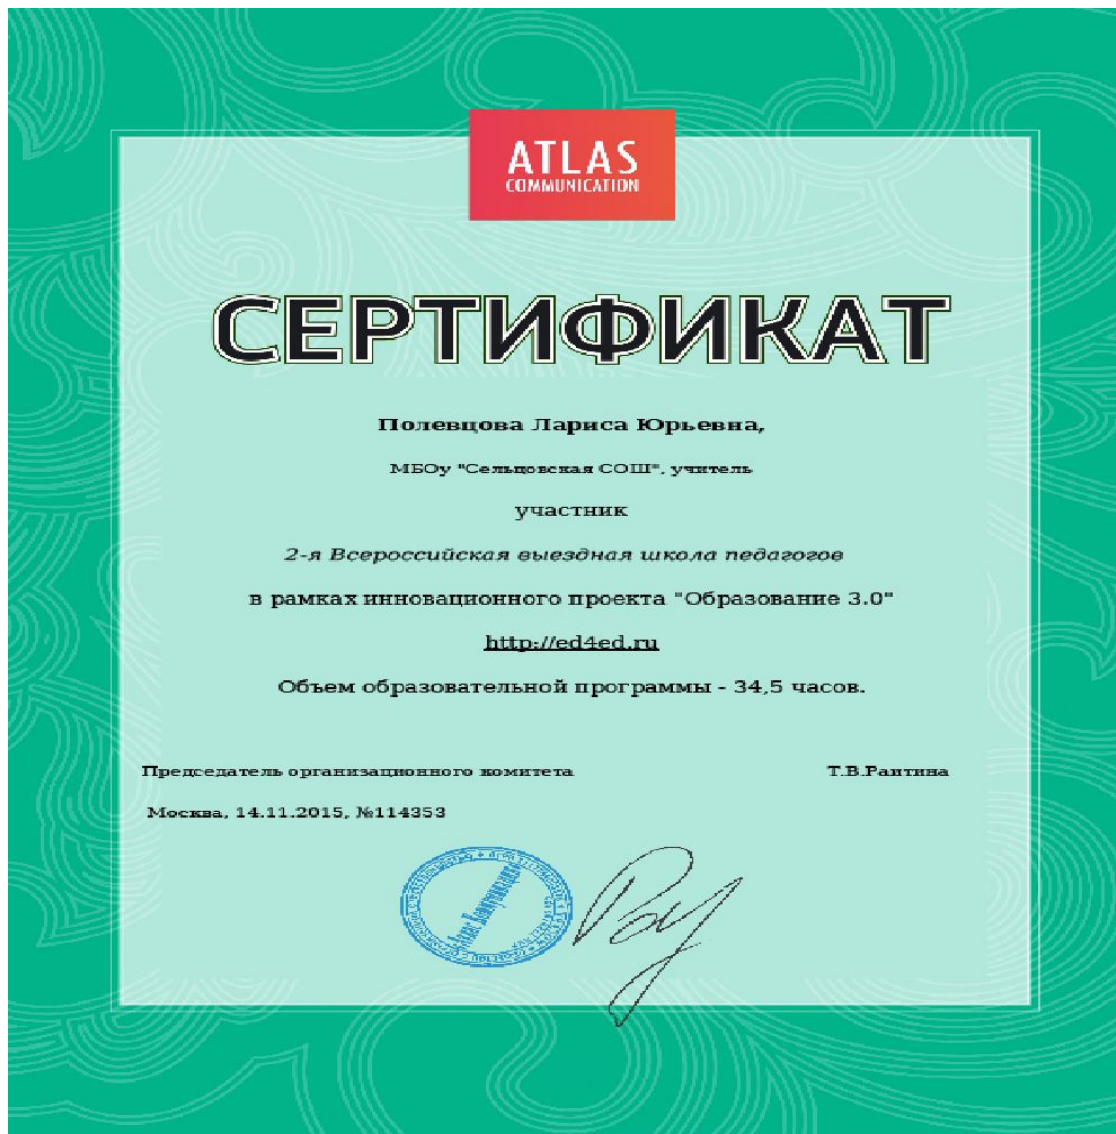 ATLAS
COMMUNICATION
СЕРТИФИКАТ
Полевцова Лариса Юрьевна,
МБОу "Сельцовская СОШ", учитель
участник
2-я Всероссийская выездная школа педагогов
в рамках инновационного проекта "Образование 3.0"
http://ed4ed.ru
Объем образовательной программы - 34,5 часов.
Председатель организационного комитета Т.В.Раитина
Москва, 14.11.2015, №114353